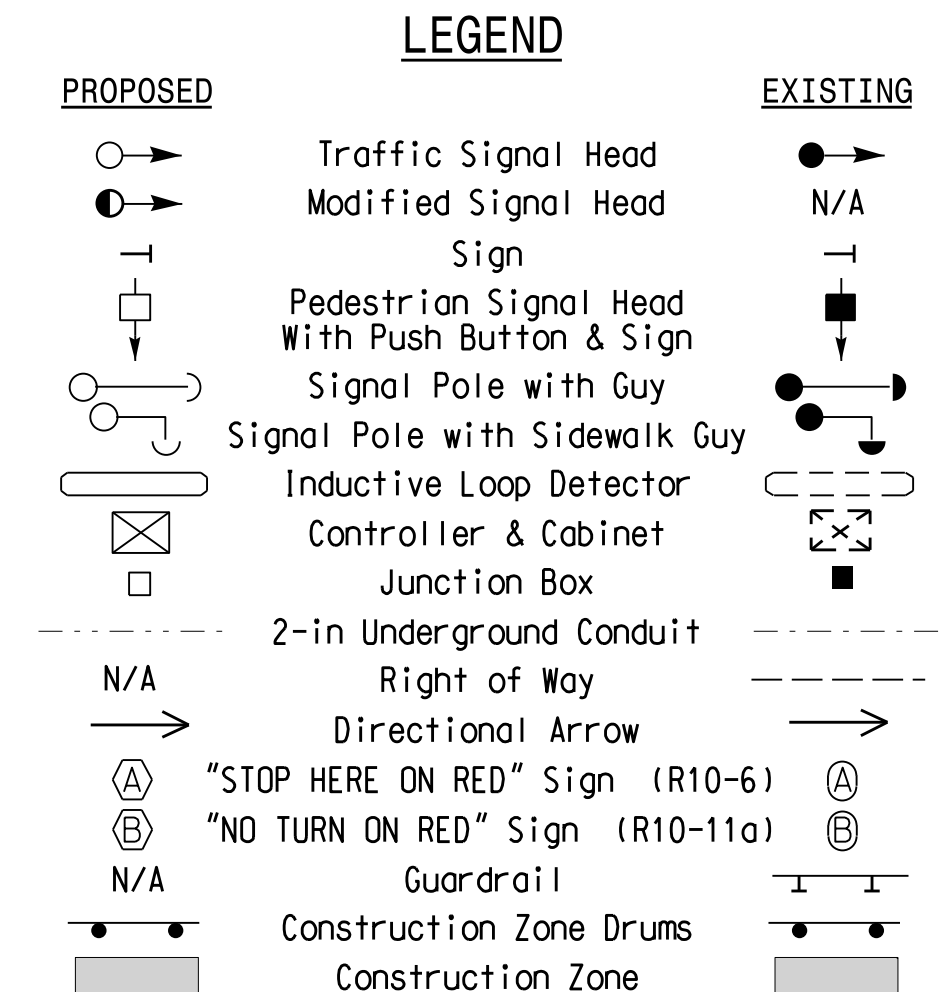 LEGEND
PROPOSED EXISTING
Traffic Signal Head
Modified Signal Head N/A
Sign
Pedestrian Signal Head
With Push Button & Sign
Signal Pole with Guy
Signal Pole with Sidewalk Guy
Inductive Loop Detector
Controller & Cabinet
Junction Box
2-in Underground Conduit
N/A Right of Way
Directional Arrow
A "STOP HERE ON RED" Sign (R10-6) A
B "NO TURN ON RED" Sign (R10-11a) B
N/A Guardrail
Construction Zone Drums
Construction Zone